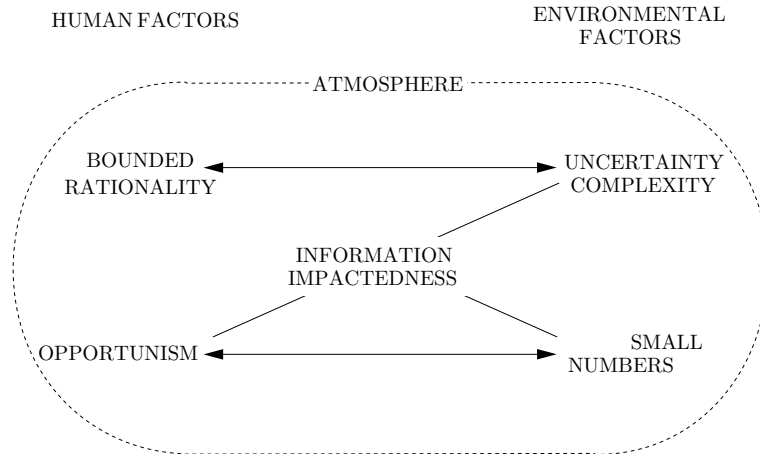 HUMAN FACTORS
ENVIRONMENTAL
FACTORS
ATMOSPHERE
BOUNDED
RATIONALITY
UNCERTAINTY
COMPLEXITY
INFORMATION
IMPACTEDNESS
OPPORTUNISM
SMALL
NUMBERS